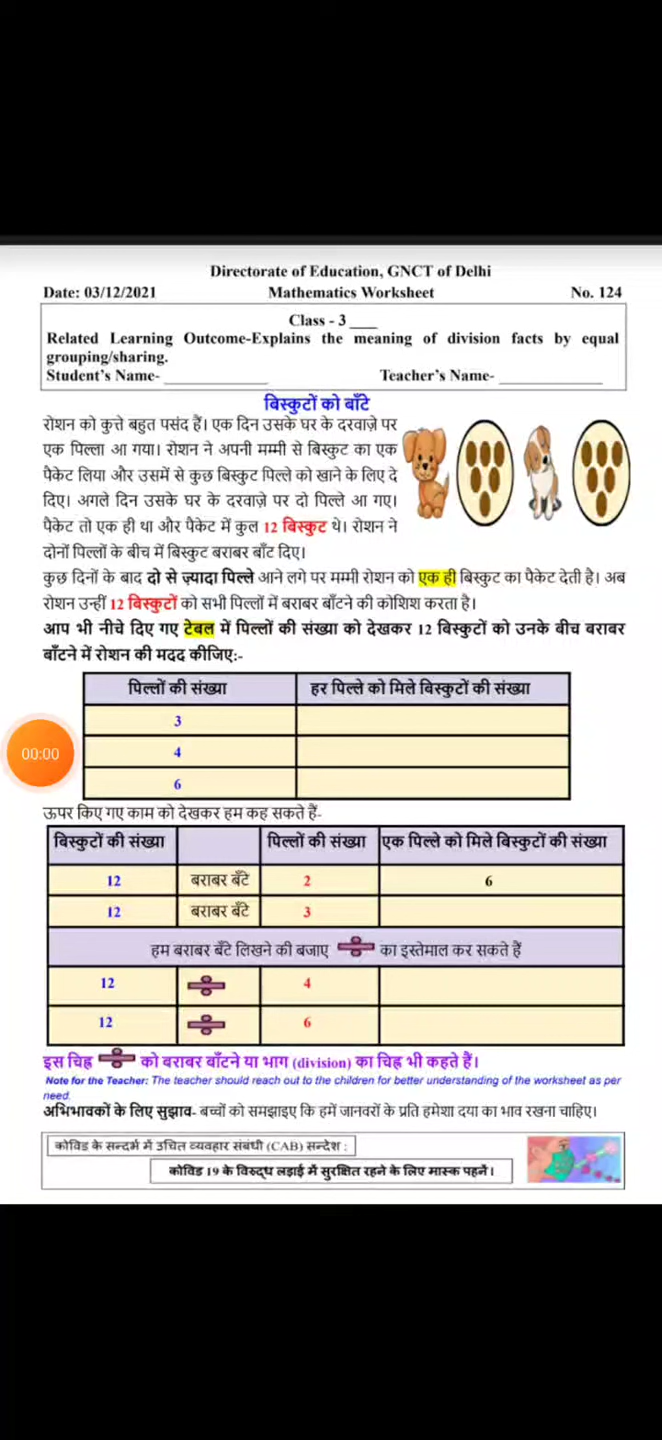 Directorate of Education, GNCT of Delhi
Date: 03/12/2021 Mathematics Worksheet No. 124
Class - 3 ____
Related Learning Outcome-Explains the meaning of division facts by equal
grouping/sharing.
Student's Name- ______________ Teacher's Name- ______________
बिस्कुटों को बाँटे
रोशन को कुत्ते बहुत पसंद हैं। एक दिन उसके घर के दरवाज़े पर
एक पिल्ला आ गया। रोशन ने अपनी मम्मी से बिस्कुट का एक
पैकेट लिया और उसमें से कुछ बिस्कुट पिल्ले को खाने के लिए दे
दिए। अगले दिन उसके घर के दरवाज़े पर दो पिल्ले आ गए।
पैकेट तो एक ही था और पैकेट में कुल 12 बिस्कुट थे। रोशन ने
दोनों पिल्लों के बीच में बिस्कुट बराबर बाँट दिए।
कुछ दिनों के बाद दो से ज़्यादा पिल्ले आने लगे पर मम्मी रोशन को एक ही बिस्कुट का पैकेट देती है। अब
रोशन उन्हीं 12 बिस्कुटों को सभी पिल्लों में बराबर बाँटने की कोशिश करता है।
आप भी नीचे दिए गए टेबल में पिल्लों की संख्या को देखकर 12 बिस्कुटों को उनके बीच बराबर
बाँटने में रोशन की मदद कीजिए:-
पिल्लों की संख्या हर पिल्ले को मिले बिस्कुटों की संख्या
3
00:00
4
6
ऊपर किए गए काम को देखकर हम कह सकते हैं-
बिस्कुटों की संख्या पिल्लों की संख्या एक पिल्ले को मिले बिस्कुटों की संख्या
12 बराबर बँटे 2 6
12 बराबर बँटे 3
हम बराबर बँटे लिखने की बजाए ÷ का इस्तेमाल कर सकते हैं
12 ÷ 4
12 ÷ 6
इस चिह्न ÷ को बराबर बाँटने या भाग (division) का चिह्न भी कहते हैं।
Note for the Teacher: The teacher should reach out to the children for better understanding of the worksheet as per
need.
अभिभावकों के लिए सुझाव- बच्चों को समझाइए कि हमें जानवरों के प्रति हमेशा दया का भाव रखना चाहिए।
कोविड के सन्दर्भ में उचित व्यवहार संबंधी (CAB) सन्देश :
कोविड 19 के विरुद्ध लड़ाई में सुरक्षित रहने के लिए मास्क पहनें।